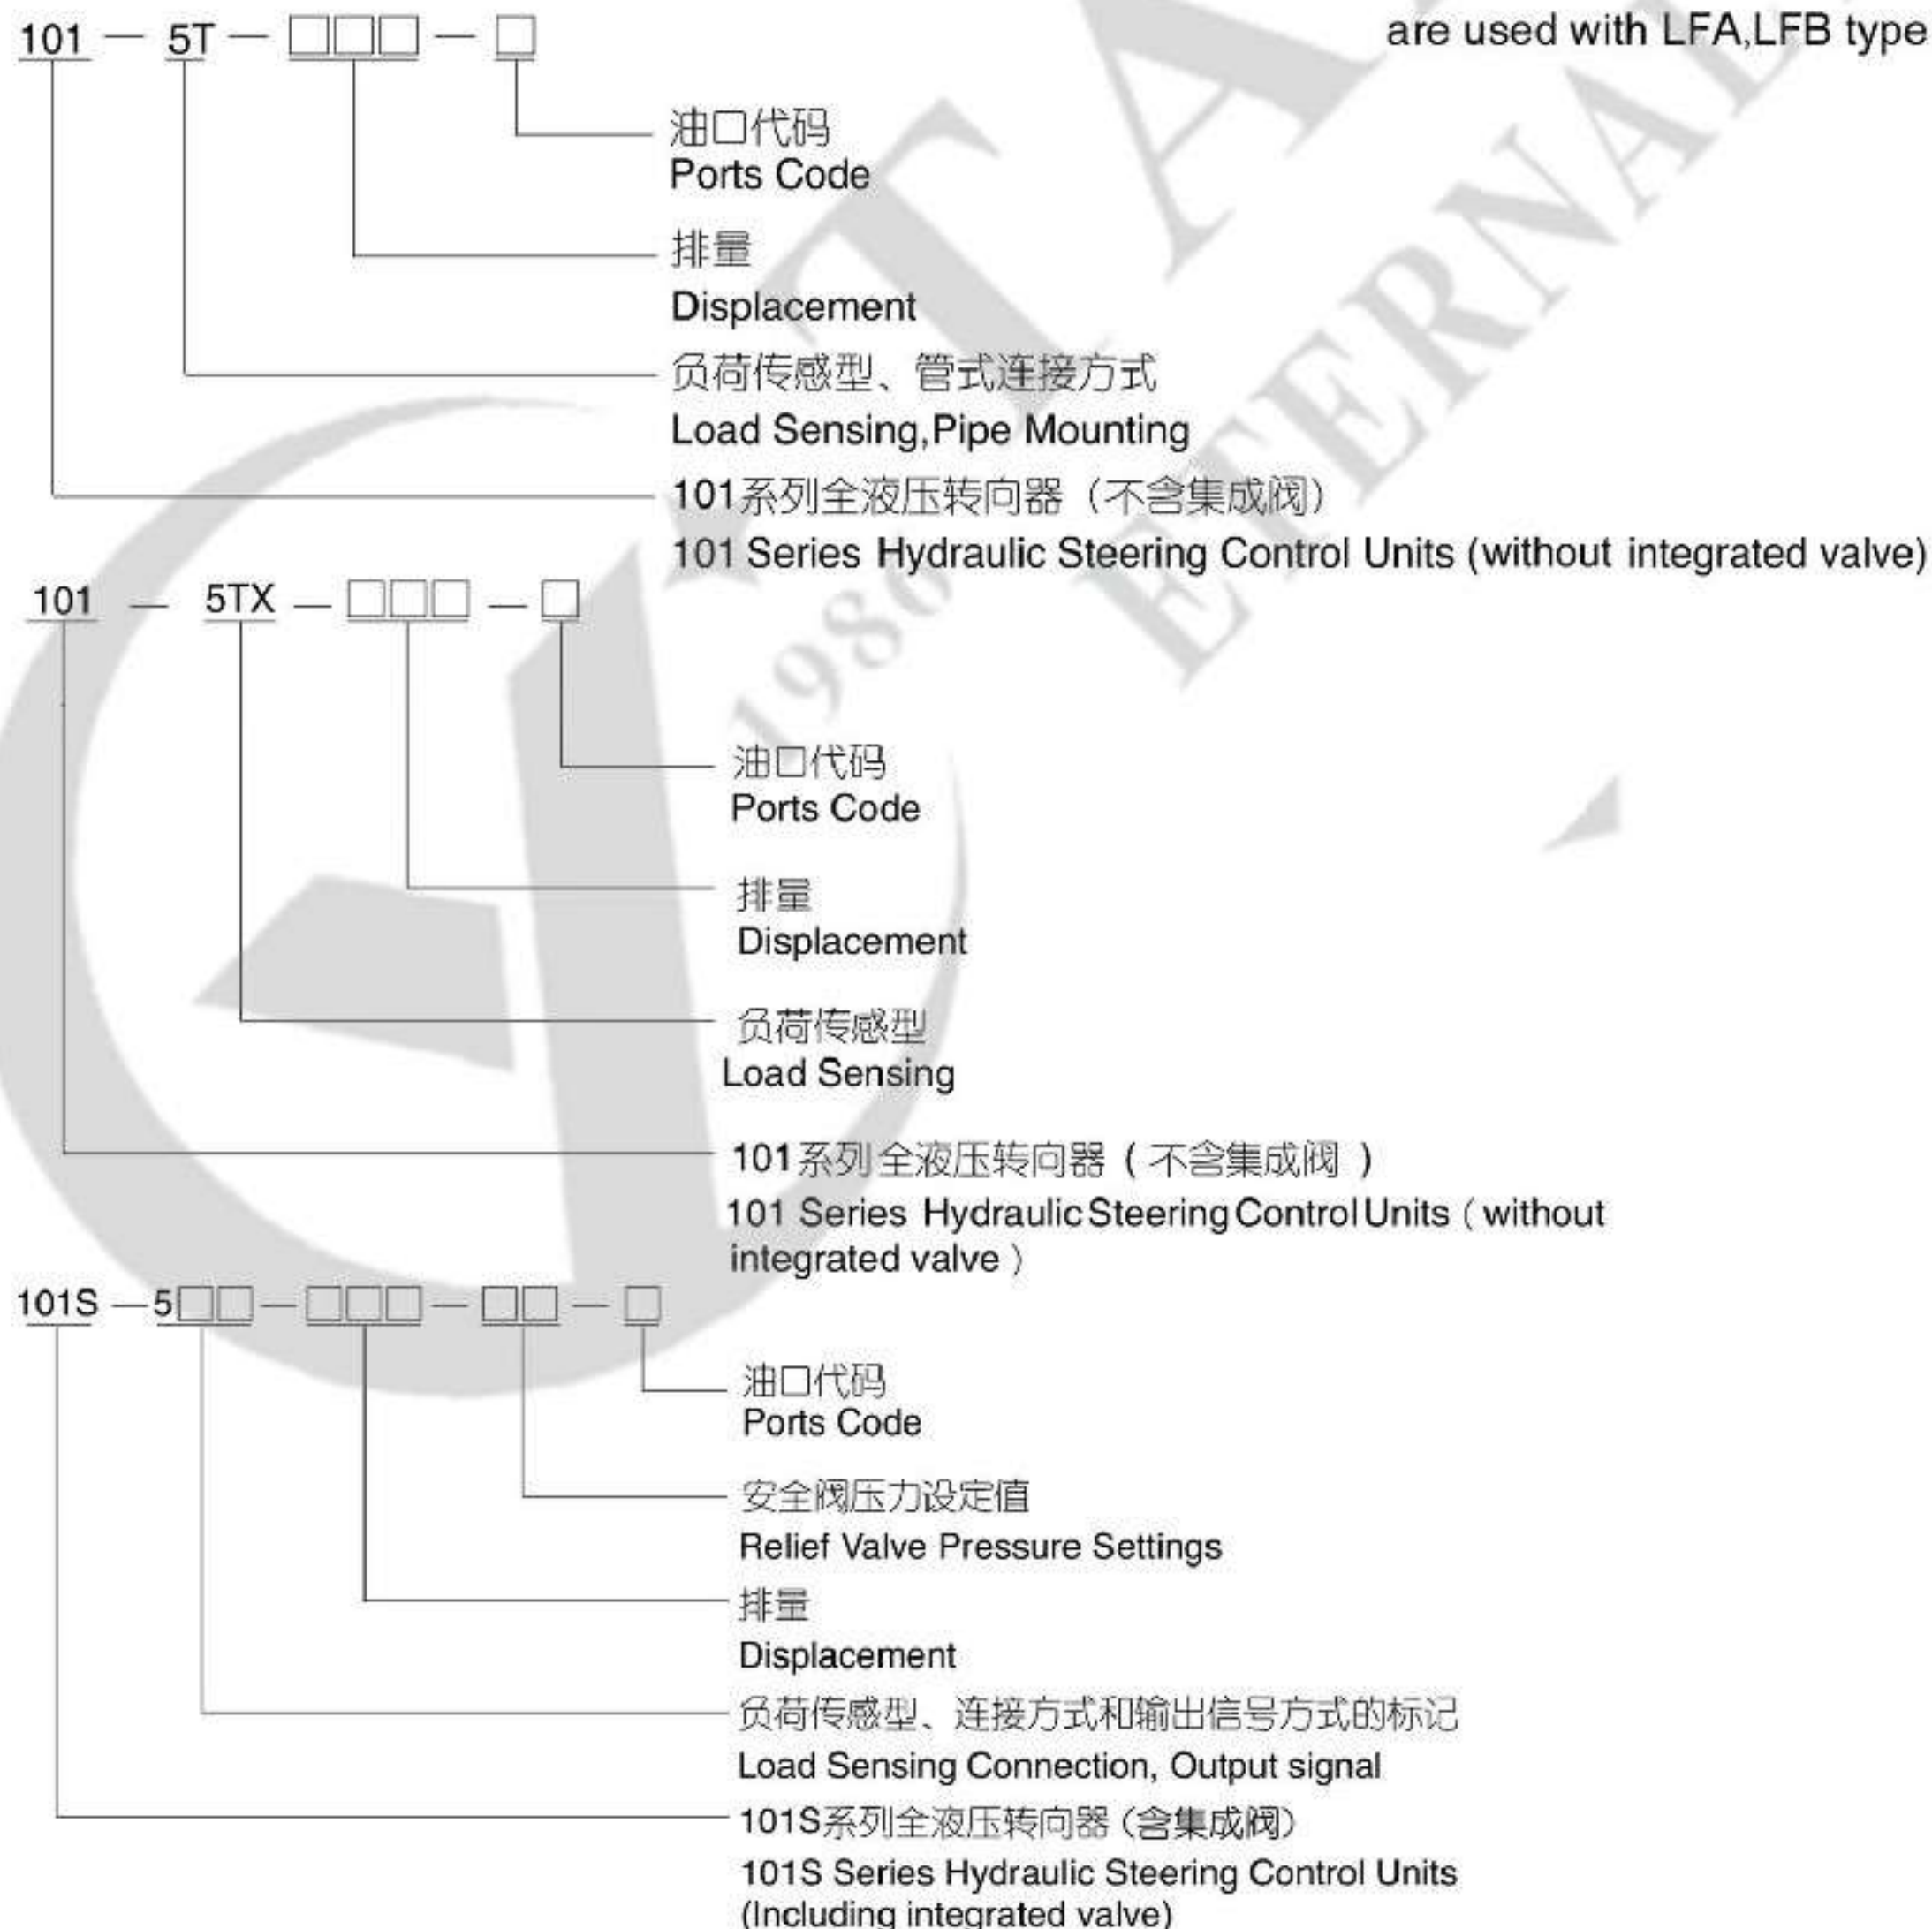 are used with LFA,LFB type
101 — 5T — □□□ — □
油口代码
Ports Code
排量
Displacement
负荷传感型、管式连接方式
Load Sensing,Pipe Mounting
101系列全液压转向器（不含集成阀）
101 Series Hydraulic Steering Control Units (without integrated valve)
101 — 5TX — □□□ — □
油口代码
Ports Code
排量
Displacement
负荷传感型
Load Sensing
101系列全液压转向器（不含集成阀）
101 Series Hydraulic Steering Control Units（without
integrated valve）
101S — 5□□ — □□□ — □□ — □
油口代码
Ports Code
安全阀压力设定值
Relief Valve Pressure Settings
排量
Displacement
负荷传感型、连接方式和输出信号方式的标记
Load Sensing Connection, Output signal
101S系列全液压转向器（含集成阀）
101S Series Hydraulic Steering Control Units
(Including integrated valve)
1986